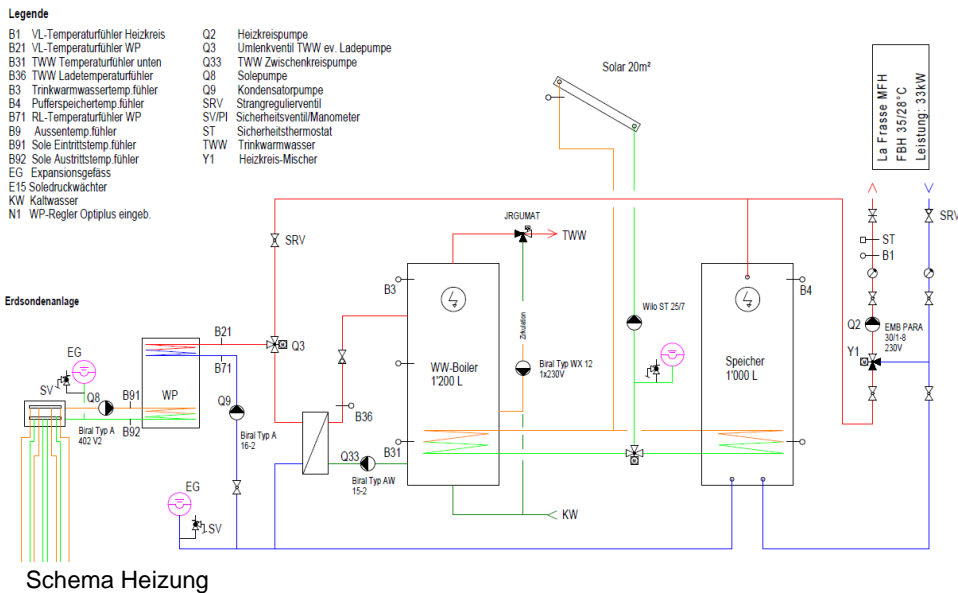 Legende
B1 VL-Temperaturfühler Heizkreis
B21 VL-Temperaturfühler WP
B31 TWW Temperaturfühler unten
B36 TWW Ladetemperaturfühler
B3 Trinkwarmwassertemp.fühler
B4 Pufferspeichertemp.fühler
B71 RL-Temperaturfühler WP
B9 Aussentemp.fühler
B91 Sole Eintrittstemp.fühler
B92 Sole Austrittstemp.fühler
EG Expansionsgefäss
E15 Soledruckwächter
KW Kaltwasser
N1 WP-Regler Optiplus eingeb.
Q2 Heizkreispumpe
Q3 Umlenkventil TWW ev. Ladepumpe
Q33 TWW Zwischenkreispumpe
Q8 Solepumpe
Q9 Kondensatorpumpe
SRV Strangregulierventil
SV/PI Sicherheitsventil/Manometer
ST Sicherheitsthermostat
TWW Trinkwarmwasser
Y1 Heizkreis-Mischer
Solar 20m²
La Frasse MFH
FBH 35/28°C
Leistung: 33kW
SRV
JRGUMAT
TWW
SRV
ST
B1
B3
B4
Erdsondenanlage
Zirkulation
Wilo ST 25/7
Q2
EMB PARA
30/1-8
230V
B21
Q3
EG
B71
Y1
WW-Boiler
1'200 L
Biral Typ WX 12
1x230V
Speicher
1'000 L
SV
Q8
B91
WP
Q9
B36
Biral Typ A
402 V2
B92
Biral Typ A
16-2
Q33
B31
Biral Typ AW
15-2
EG
SV
KW
Schema Heizung